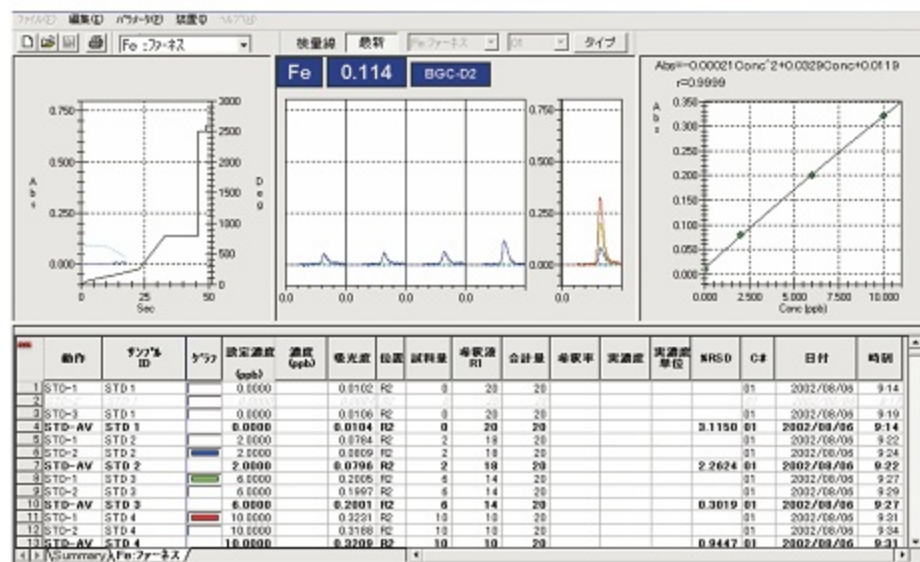 ファイル(F) 編集(E) パラメータ(P) 装置(I) ヘルプ(H)
Fe :ファーネス 検量線 最新 Fe:ファーネス 01 タイプ
Fe 0.114 BGC-D2
Abs=-0.00021Conc^2+0.0329Conc+0.0119
r=0.9999
0.750
0.500
0.250
0.000
Abs
3000
2500
2000
1500
1000
500
0
Deg
0 25 50
Sec
0.750
0.500
0.250
0.000
0.0 0.0 0.0 0.0 0.0
Abs
0.350
0.300
0.250
0.200
0.150
0.100
0.050
0.000
0.000 2.500 5.000 7.500 10.000
Conc (ppb)
動作 サンプルID グラフ 設定濃度(ppb) 濃度(ppb) 吸光度 位置 試料量 希釈液R1 合計量 希釈率 実濃度 実濃度単位 %RSD C# 日付 時刻
1 STD-1 STD 1 0.0000 0.0102 R2 0 20 20 01 2002/08/06 9:14
2
3 STD-3 STD 1 0.0000 0.0106 R2 0 20 20 01 2002/08/06 9:19
4 STD-AV STD 1 0.0000 0.0104 R2 0 20 20 3.1150 01 2002/08/06 9:14
5 STD-1 STD 2 2.0000 0.0784 R2 2 18 20 01 2002/08/06 9:22
6 STD-2 STD 2 2.0000 0.0809 R2 2 18 20 01 2002/08/06 9:24
7 STD-AV STD 2 2.0000 0.0796 R2 2 18 20 2.2624 01 2002/08/06 9:22
8 STD-1 STD 3 6.0000 0.2005 R2 6 14 20 01 2002/08/06 9:27
9 STD-2 STD 3 6.0000 0.1997 R2 6 14 20 01 2002/08/06 9:29
10 STD-AV STD 3 6.0000 0.2001 R2 6 14 20 0.3019 01 2002/08/06 9:27
11 STD-1 STD 4 10.0000 0.3231 R2 10 10 20 01 2002/08/06 9:31
12 STD-2 STD 4 10.0000 0.3188 R2 10 10 20 01 2002/08/06 9:34
13 STD-AV STD 4 10.0000 0.3209 R2 10 10 20 0.9447 01 2002/08/06 9:31
Summary Fe:ファーネス